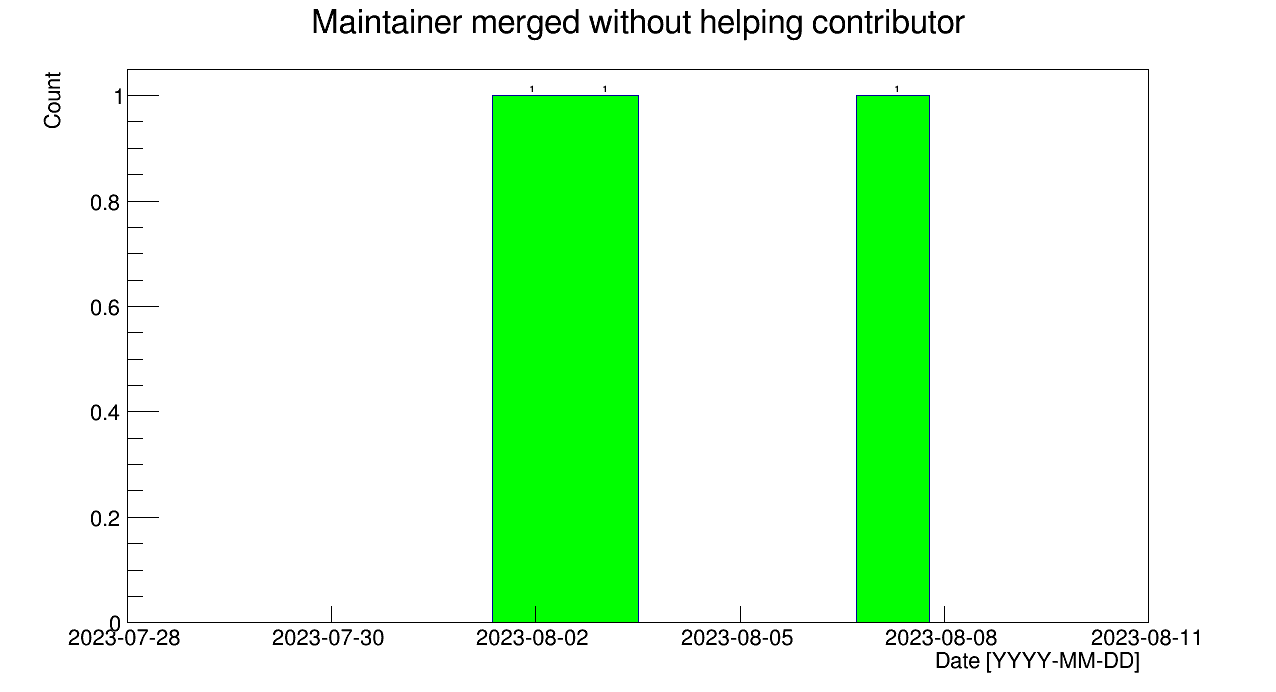 Maintainer merged without helping contributor
Count
1 1 1
1
0.8
0.6
0.4
0.2
0
2023-07-28 2023-07-30 2023-08-02 2023-08-05 2023-08-08 2023-08-11
Date [YYYY-MM-DD]